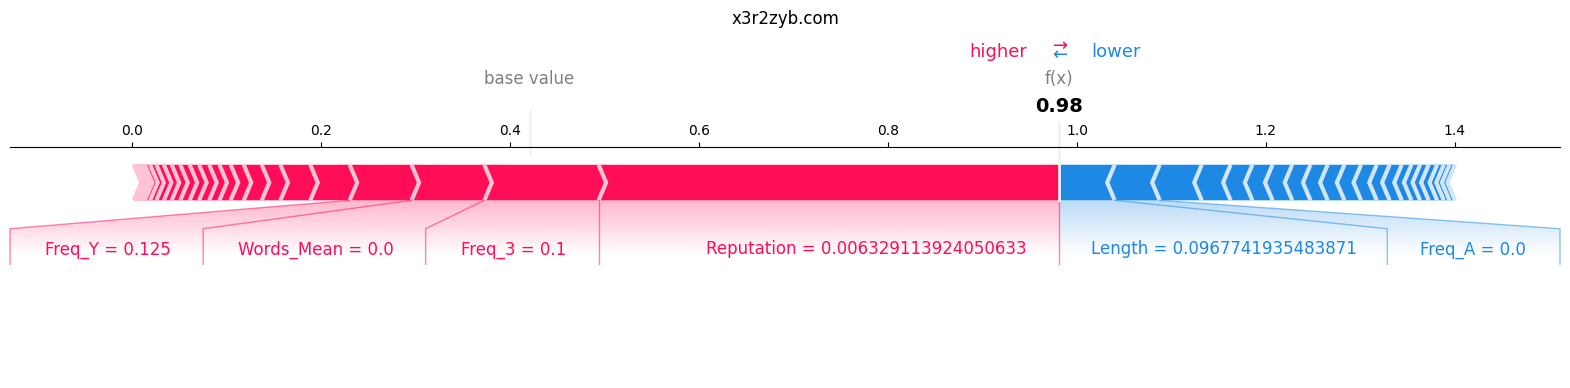 x3r2zyb.com
higher ⇄ lower
base value f(x)
0.98
0.0 0.2 0.4 0.6 0.8 1.0 1.2 1.4
Freq_Y = 0.125 Words_Mean = 0.0 Freq_3 = 0.1 Reputation = 0.006329113924050633 Length = 0.0967741935483871 Freq_A = 0.0